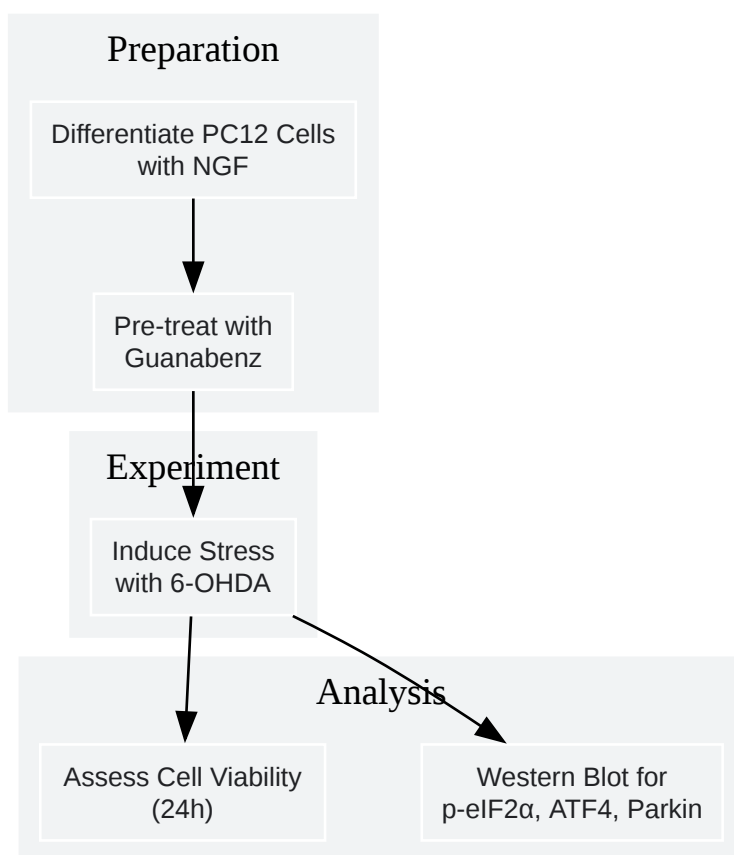 Preparation
Differentiate PC12 Cells
with NGF
Pre-treat with
Guanabenz
Experiment
Induce Stress
with 6-OHDA
Analysis
Assess Cell Viability
(24h)
Western Blot for
p-eIF2α, ATF4, Parkin